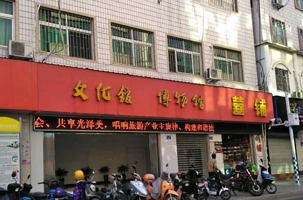 文化馆 博物馆
会 共享光泽美，唱响旅游产业主旋律，构建和谐社